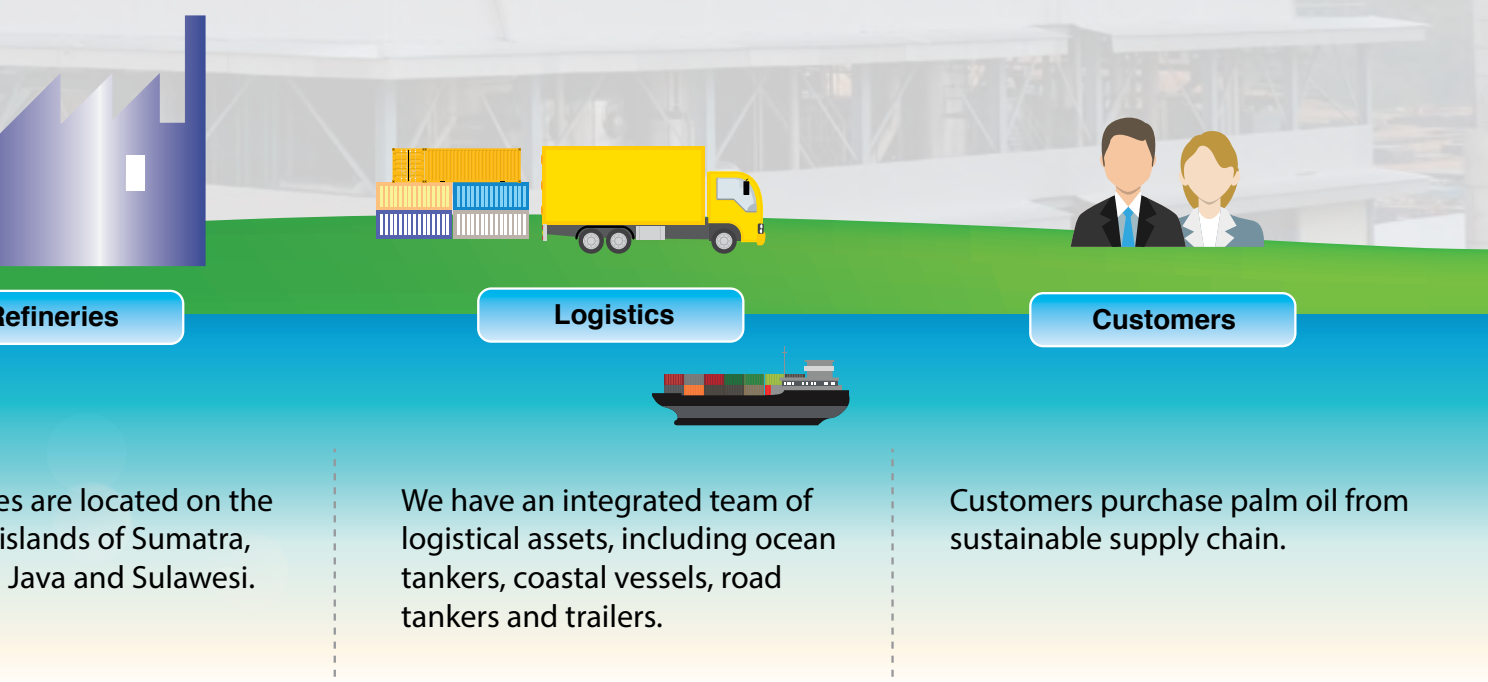 Refineries
Logistics
Customers
es are located on the
islands of Sumatra,
Java and Sulawesi.
We have an integrated team of
logistical assets, including ocean
tankers, coastal vessels, road
tankers and trailers.
Customers purchase palm oil from
sustainable supply chain.